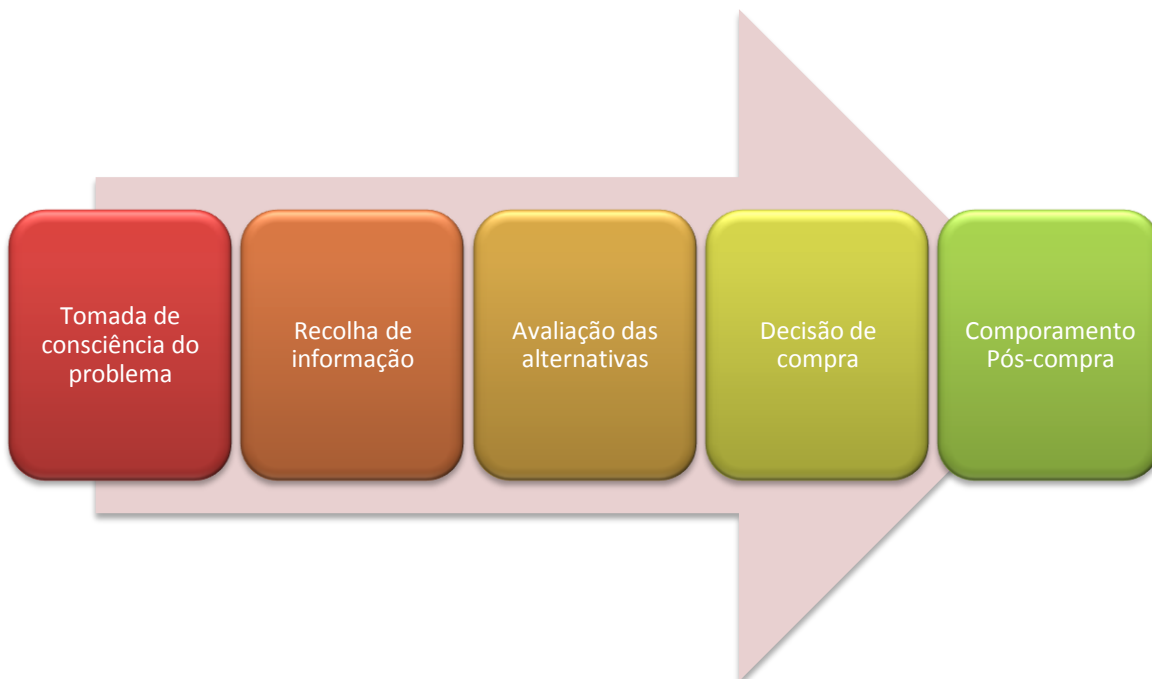 Tomada de
consciência do
problema
Recolha de
informação
Avaliação das
alternativas
Decisão de
compra
Comporamento
Pós-compra